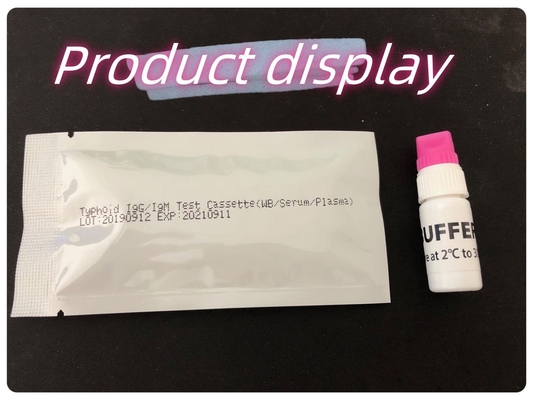 Product display
Typhoid IgG/IgM Test Cassette(WB/Serum/Plasma)
LOT:20190912 EXP:20210911
UFFER
e at 2°C to 3